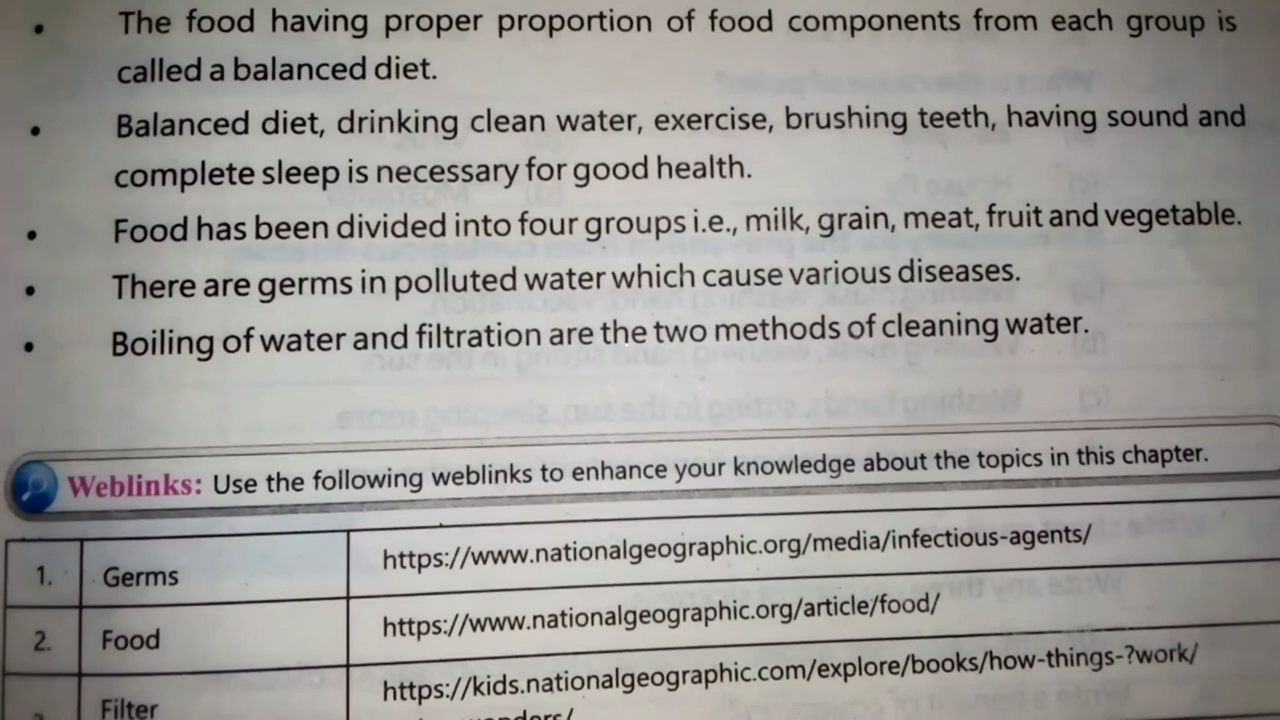 • The food having proper proportion of food components from each group is
called a balanced diet.
• Balanced diet, drinking clean water, exercise, brushing teeth, having sound and
complete sleep is necessary for good health.
• Food has been divided into four groups i.e., milk, grain, meat, fruit and vegetable.
• There are germs in polluted water which cause various diseases.
• Boiling of water and filtration are the two methods of cleaning water.
Weblinks: Use the following weblinks to enhance your knowledge about the topics in this chapter.
1. Germs https://www.nationalgeographic.org/media/infectious-agents/
2. Food https://www.nationalgeographic.org/article/food/
Filter https://kids.nationalgeographic.com/explore/books/how-things-?work/